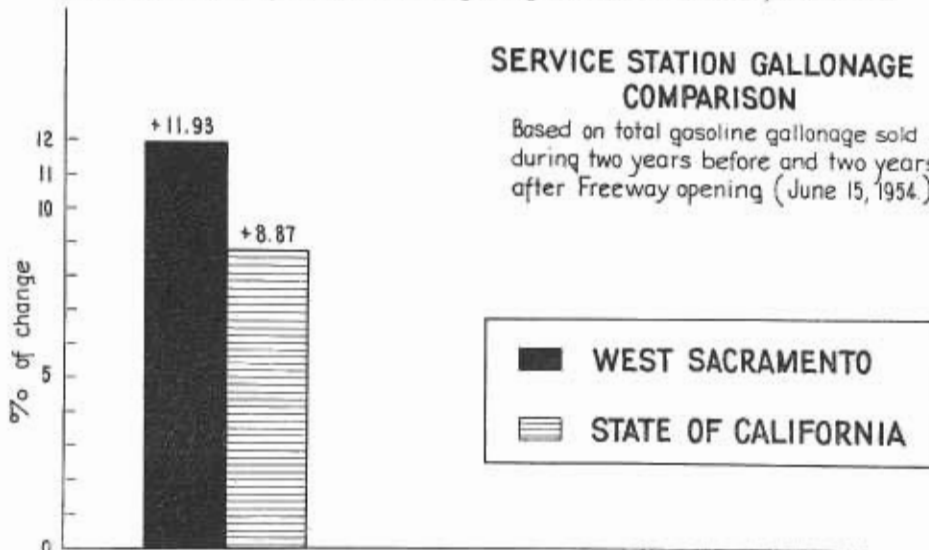 SERVICE STATION GALLONAGE
COMPARISON
Based on total gasoline gallonage sold
during two years before and two years
after Freeway opening (June 15, 1954.)
+11.93
+8.87
12
11
10
5
0
% of change
WEST SACRAMENTO
STATE OF CALIFORNIA